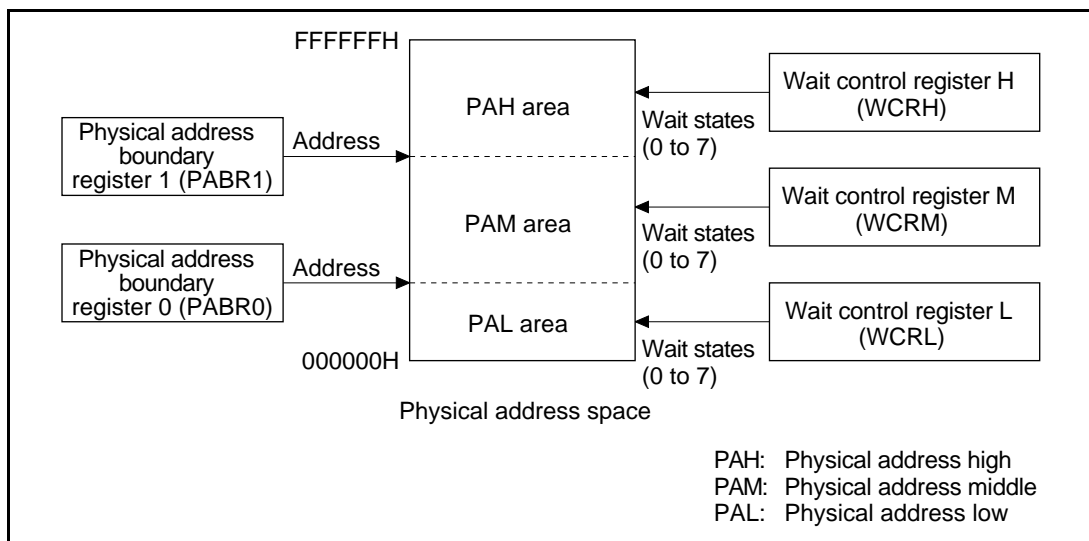 FFFFFFH
PAH area
Wait control register H
(WCRH)
Wait states
(0 to 7)
Physical address
boundary
register 1 (PABR1)
Address
PAM area
Wait control register M
(WCRM)
Wait states
(0 to 7)
Physical address
boundary
register 0 (PABR0)
Address
PAL area
Wait control register L
(WCRL)
Wait states
(0 to 7)
000000H
Physical address space
PAH: Physical address high
PAM: Physical address middle
PAL: Physical address low